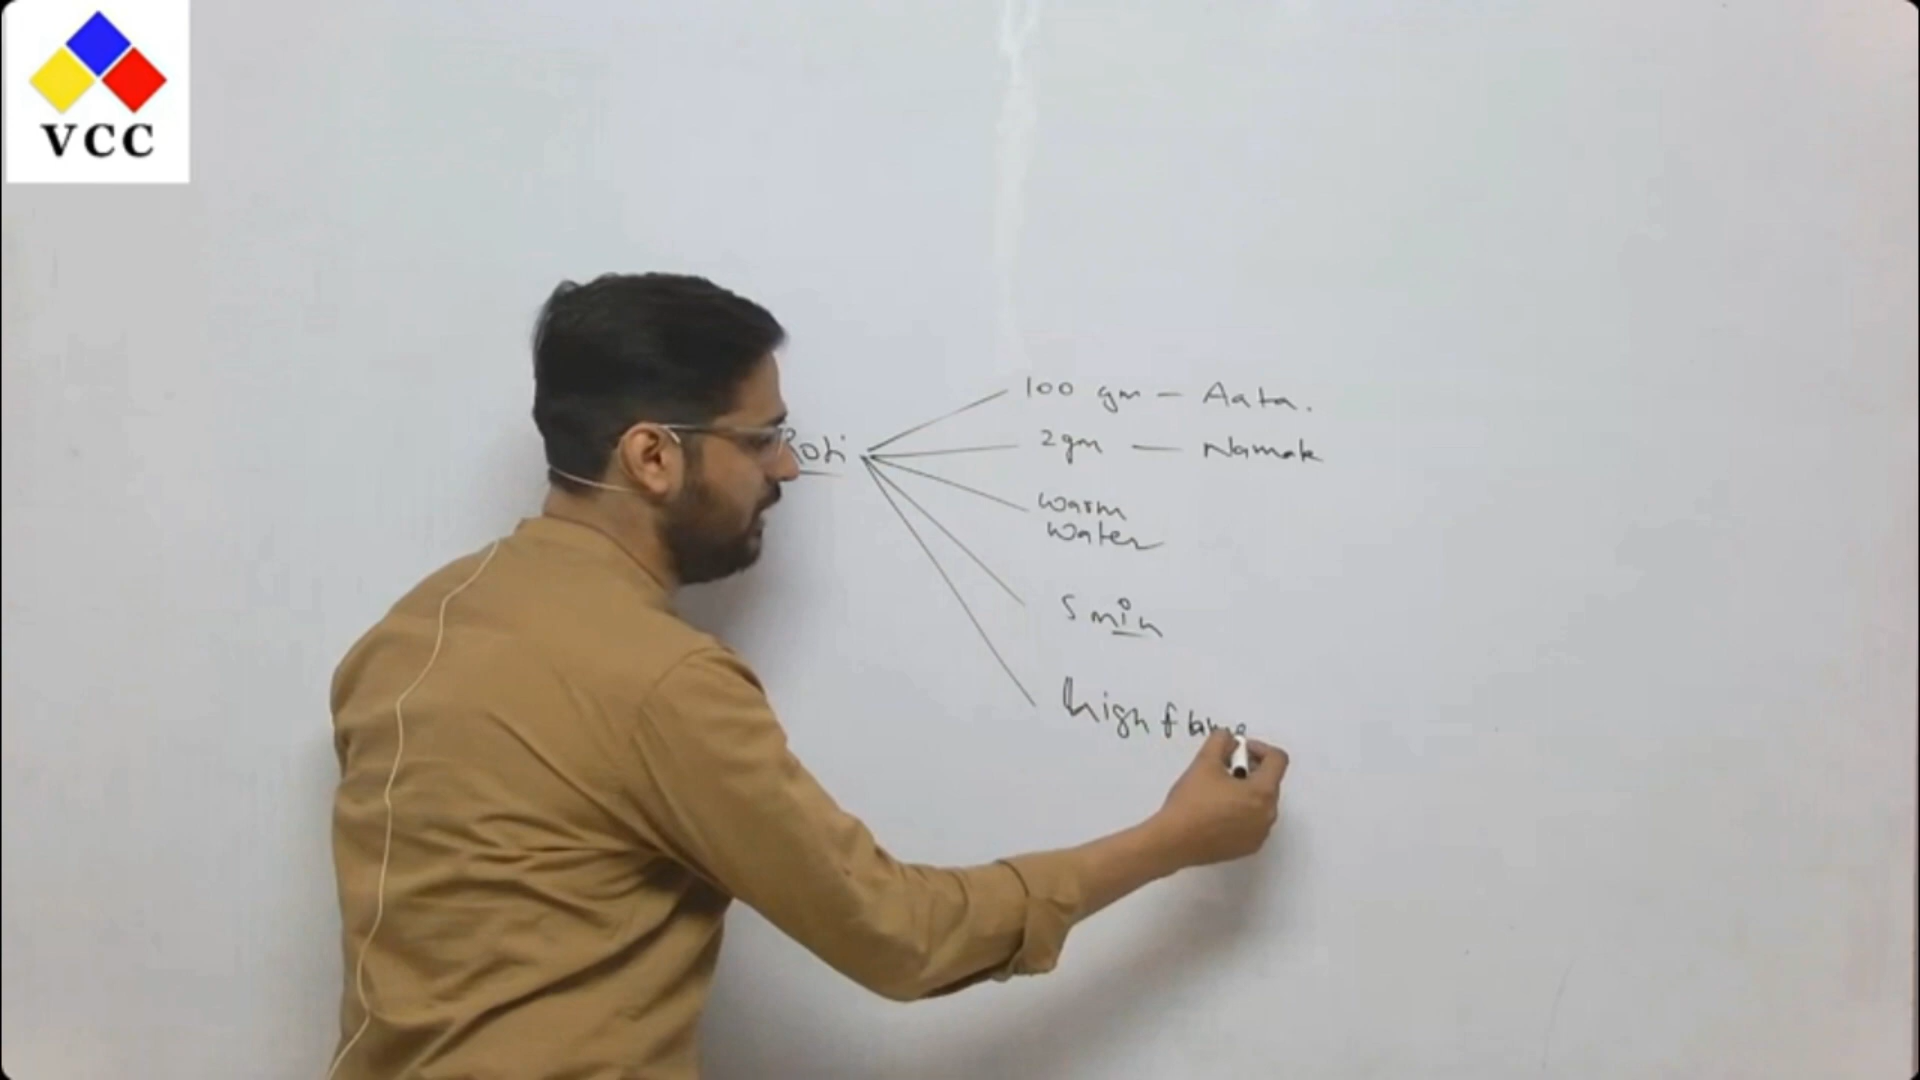 VCC
Roti
100 gm — Aata.
2gm — Namak
warm
water
5 min
high flame